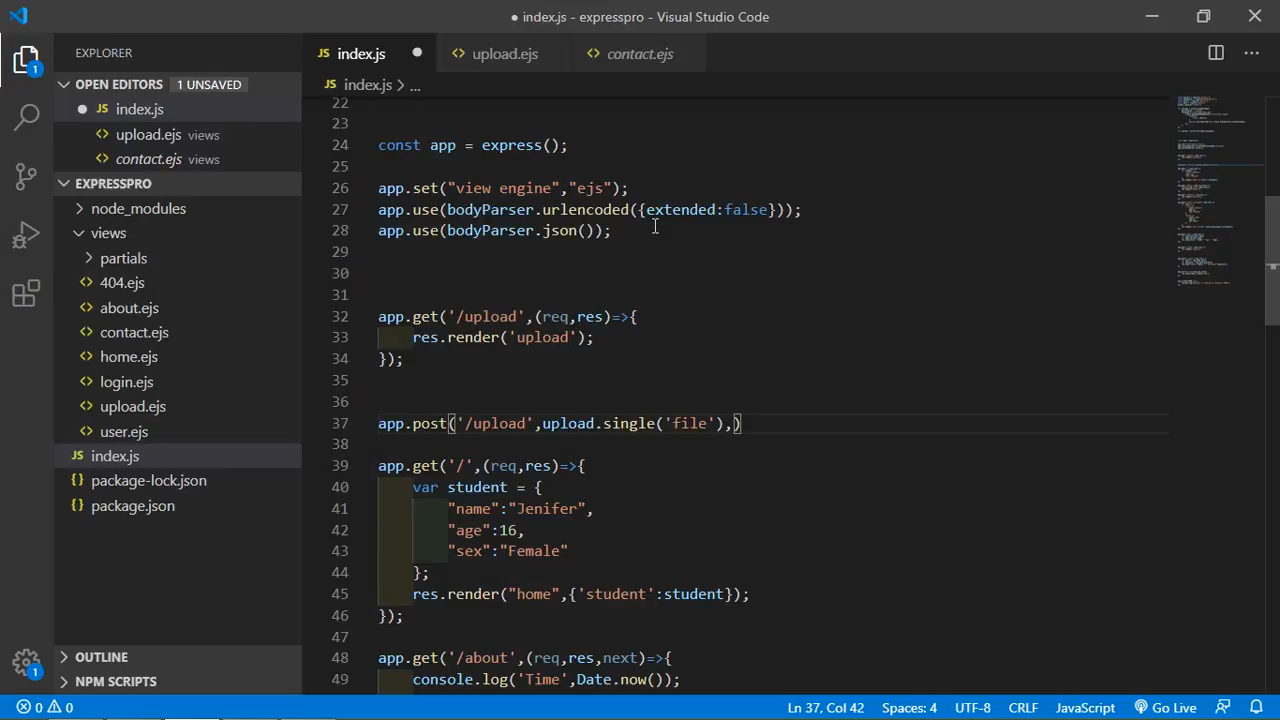 ● index.js - expresspro - Visual Studio Code
EXPLORER
JS index.js
upload.ejs
contact.ejs
OPEN EDITORS 1 UNSAVED
JS index.js > ...
JS index.js
upload.ejs views
contact.ejs views
EXPRESSPRO
node_modules
views
partials
404.ejs
about.ejs
contact.ejs
home.ejs
login.ejs
upload.ejs
user.ejs
JS index.js
{} package-lock.json
{} package.json
OUTLINE
NPM SCRIPTS
1
1
22
23
24 const app = express();
25
26 app.set("view engine","ejs");
27 app.use(bodyParser.urlencoded({extended:false}));
28 app.use(bodyParser.json());
29
30
31
32 app.get('/upload',(req,res)=>{
33 res.render('upload');
34 });
35
36
37 app.post('/upload',upload.single('file'),)
38
39 app.get('/',(req,res)=>{
40 var student = {
41 "name":"Jenifer",
42 "age":16,
43 "sex":"Female"
44 };
45 res.render("home",{'student':student});
46 });
47
48 app.get('/about',(req,res,next)=>{
49 console.log('Time',Date.now());
0 0 Ln 37, Col 42 Spaces: 4 UTF-8 CRLF JavaScript Go Live